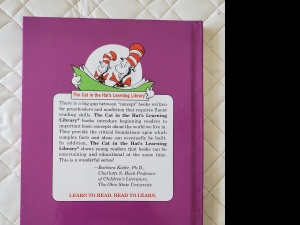 The Cat in the Hat's Learning Library®
There is a big gap between "concept" books written
for preschoolers and nonfiction that requires fluent
reading skills. The Cat in the Hat's Learning
Library® books introduce beginning readers to
important basic concepts about the world we live in.
They provide the critical foundations upon which
complex facts and ideas can eventually be built.
In addition, The Cat in the Hat's Learning
Library® shows young readers that books can be
entertaining and educational at the same time.
This is a wonderful series!
—Barbara Kiefer, Ph.D.,
Charlotte S. Huck Professor
of Children's Literature,
The Ohio State University
LEARN TO READ. READ TO LEARN.